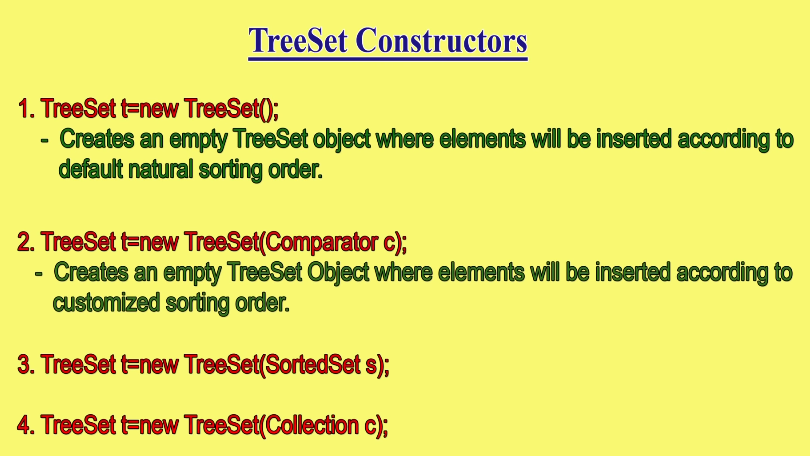 TreeSet Constructors
1. TreeSet t=new TreeSet();
- Creates an empty TreeSet object where elements will be inserted according to
default natural sorting order.
2. TreeSet t=new TreeSet(Comparator c);
- Creates an empty TreeSet Object where elements will be inserted according to
customized sorting order.
3. TreeSet t=new TreeSet(SortedSet s);
4. TreeSet t=new TreeSet(Collection c);